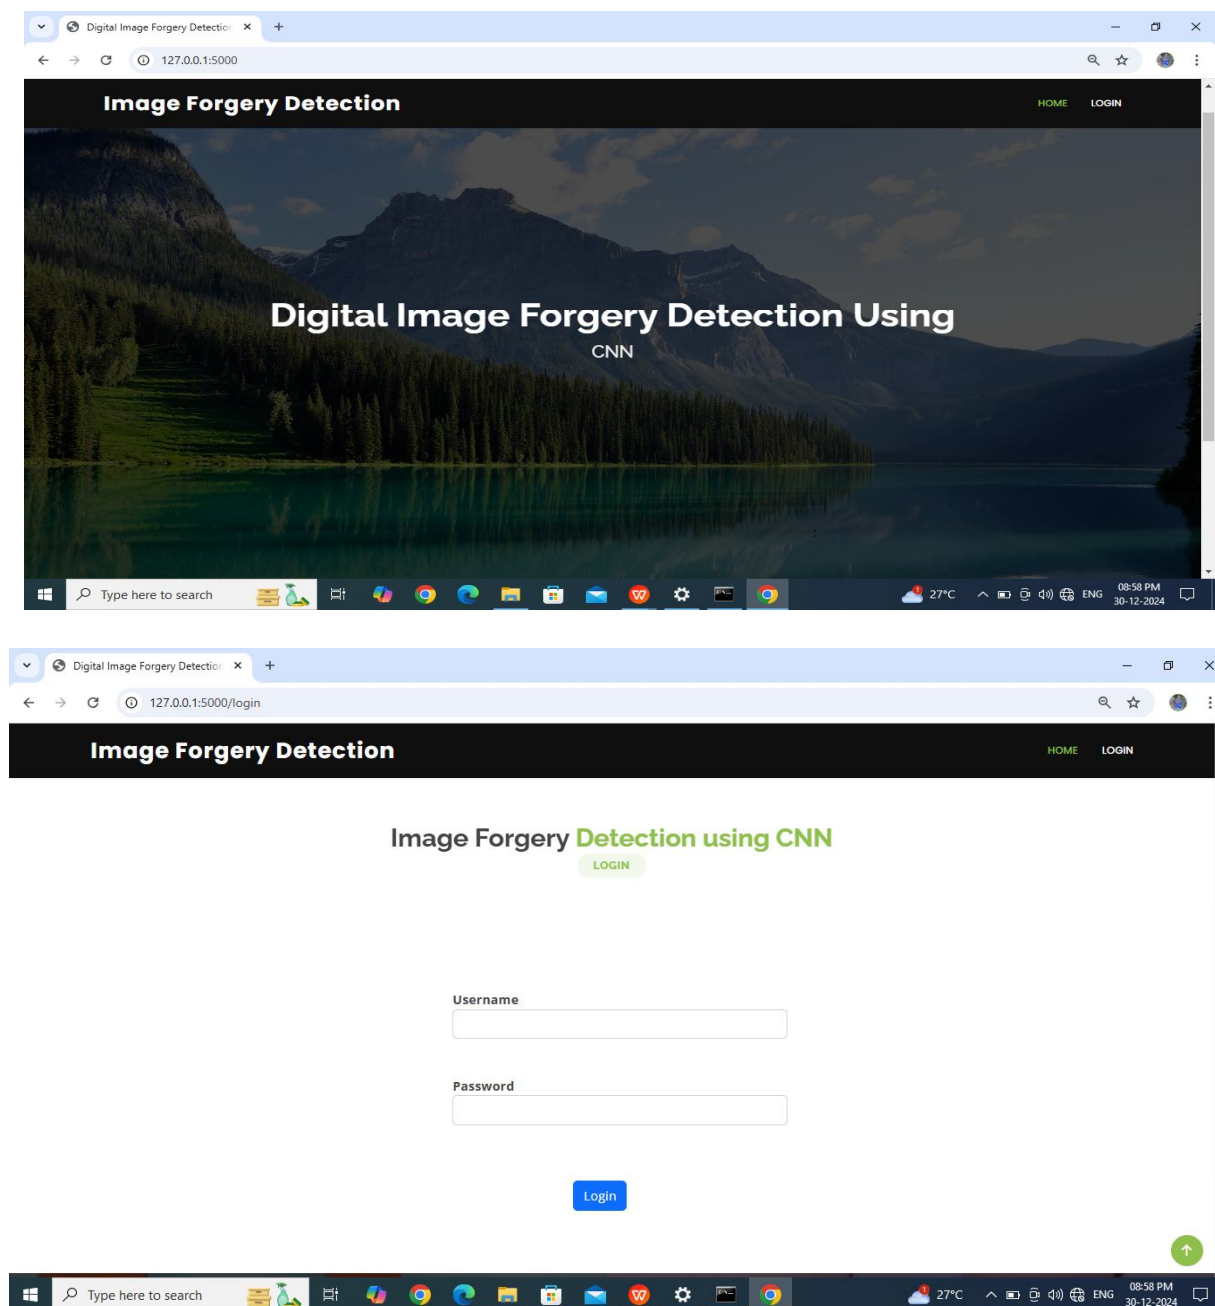 Digital Image Forgery Detection
127.0.0.1:5000
Image Forgery Detection
HOME LOGIN
Digital Image Forgery Detection Using
CNN
Type here to search
27°C
ENG
08:58 PM
30-12-2024
Digital Image Forgery Detection
127.0.0.1:5000/login
Image Forgery Detection
HOME LOGIN
Image Forgery Detection using CNN
LOGIN
Username
Password
Login
Type here to search
27°C
ENG
08:58 PM
30-12-2024